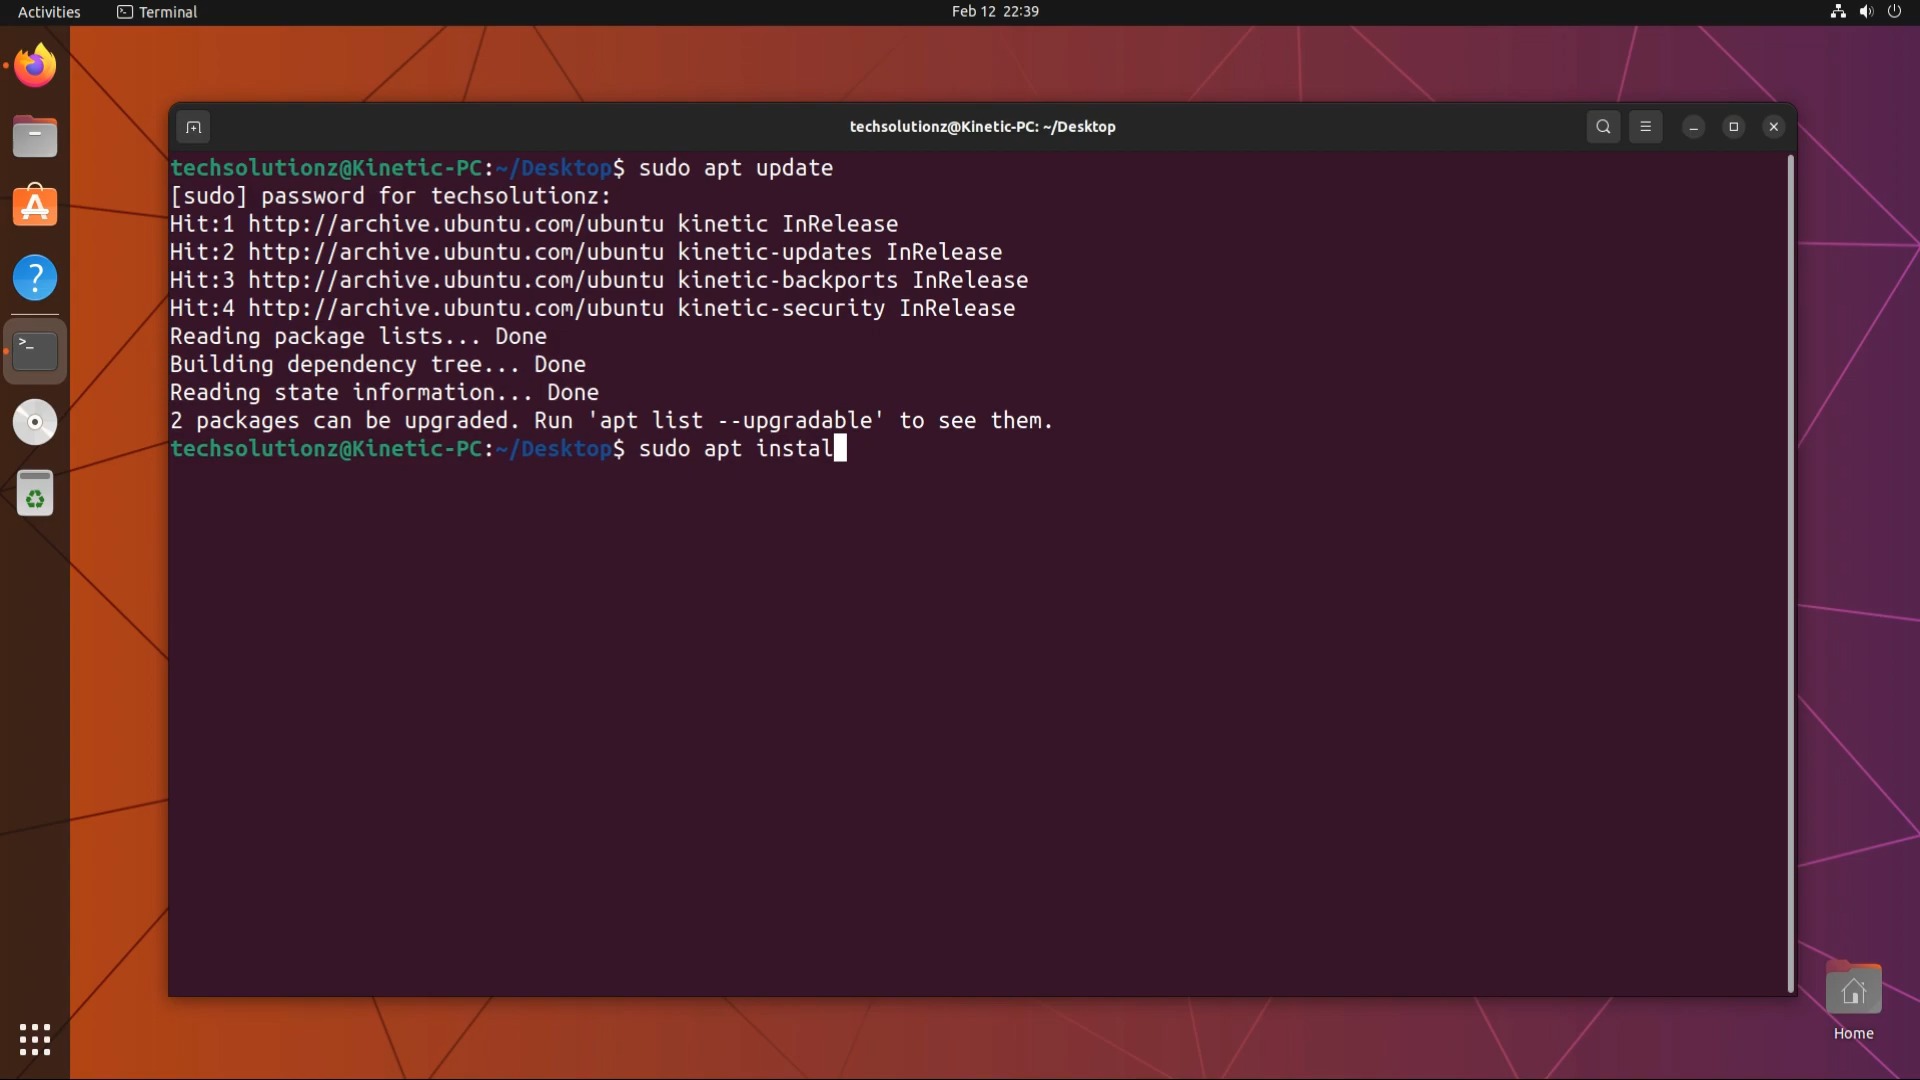 Activities
Terminal
Feb 12 22:39
techsolutionz@Kinetic-PC: ~/Desktop
techsolutionz@Kinetic-PC:~/Desktop$ sudo apt update
[sudo] password for techsolutionz:
Hit:1 http://archive.ubuntu.com/ubuntu kinetic InRelease
Hit:2 http://archive.ubuntu.com/ubuntu kinetic-updates InRelease
Hit:3 http://archive.ubuntu.com/ubuntu kinetic-backports InRelease
Hit:4 http://archive.ubuntu.com/ubuntu kinetic-security InRelease
Reading package lists... Done
Building dependency tree... Done
Reading state information... Done
2 packages can be upgraded. Run 'apt list --upgradable' to see them.
techsolutionz@Kinetic-PC:~/Desktop$ sudo apt instal
Home